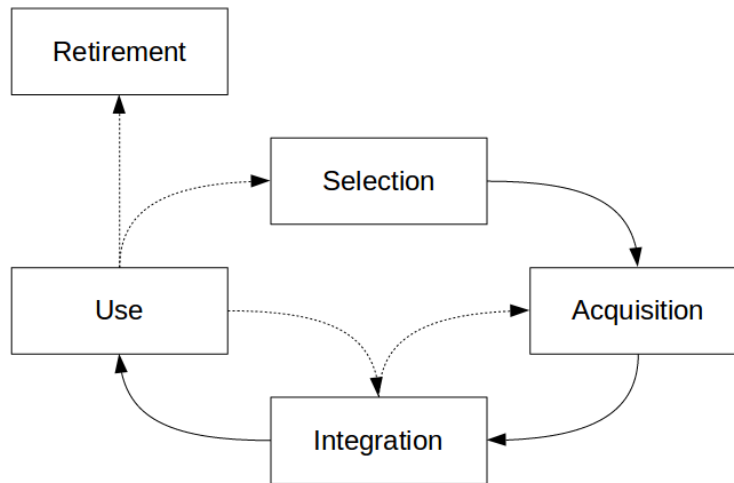 Retirement
Selection
Use
Acquisition
Integration